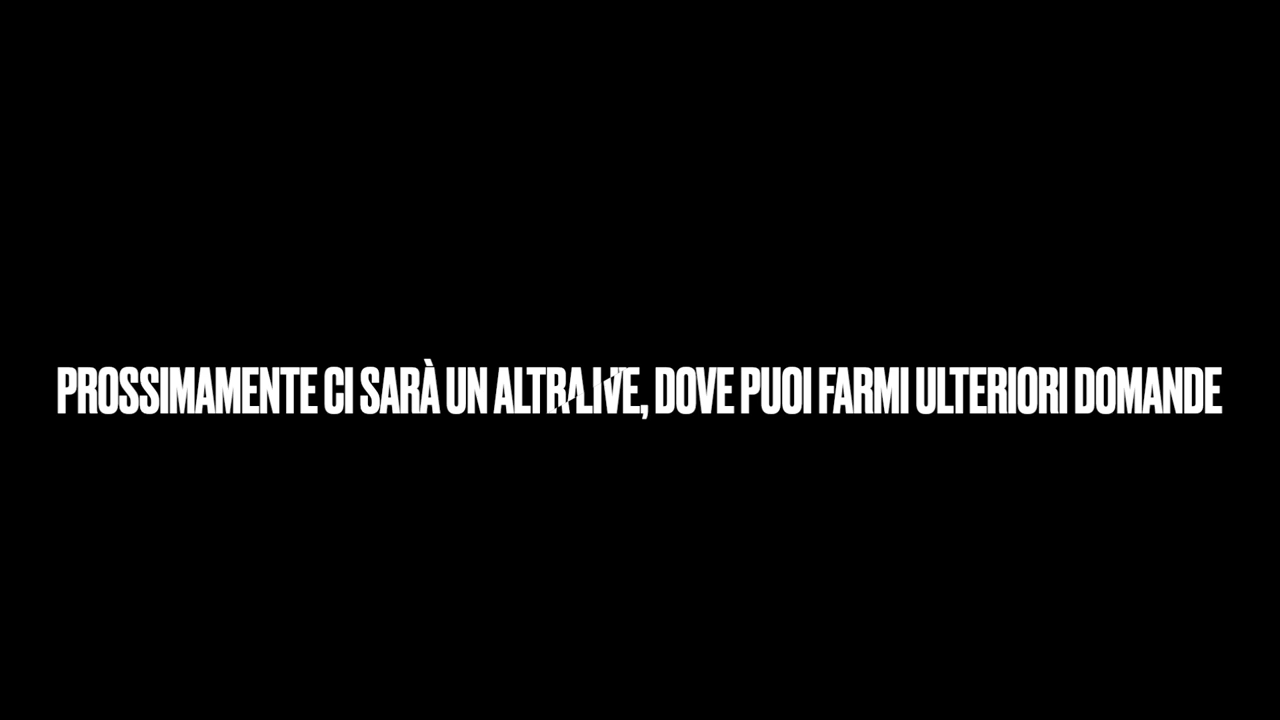 PROSSIMAMENTE CI SARÀ UN ALTRA LIVE, DOVE PUOI FARMI ULTERIORI DOMANDE